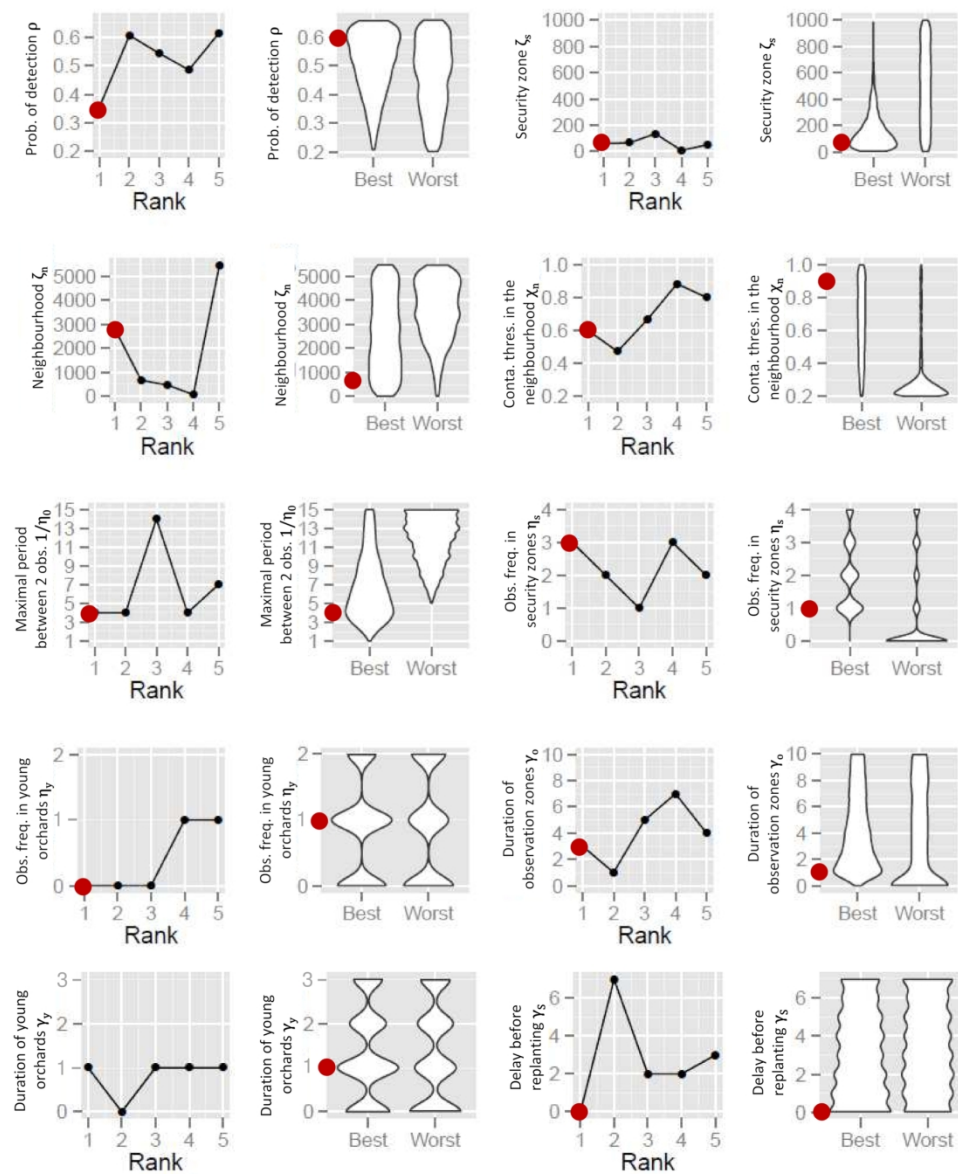 Prob. of detection ρ
0.6
0.5
0.4
0.3
0.2
1 2 3 4 5
Rank
Prob. of detection ρ
0.6
0.5
0.4
0.3
0.2
Best Worst
Security zone ζs
1000
800
600
400
200
0
1 2 3 4 5
Rank
Security zone ζs
1000
800
600
400
200
0
Best Worst
Neighbourhood ζn
5000
4000
3000
2000
1000
0
1 2 3 4 5
Rank
Neighbourhood ζn
5000
4000
3000
2000
1000
0
Best Worst
Conta. thres. in the
neighbourhood χn
1.0
0.8
0.6
0.4
0.2
1 2 3 4 5
Rank
Conta. thres. in the
neighbourhood χn
1.0
0.8
0.6
0.4
0.2
Best Worst
Maximal period
between 2 obs. 1/η0
15
13
11
9
7
5
3
1
1 2 3 4 5
Rank
Maximal period
between 2 obs. 1/η0
15
13
11
9
7
5
3
1
Best Worst
Obs. freq. in
security zones ηs
4
3
2
1
0
1 2 3 4 5
Rank
Obs. freq. in
security zones ηs
4
3
2
1
0
Best Worst
Obs. freq. in young
orchards ηy
2
1
0
1 2 3 4 5
Rank
Obs. freq. in young
orchards ηy
2
1
0
Best Worst
Duration of
observation zones γo
10
8
6
4
2
0
1 2 3 4 5
Rank
Duration of
observation zones γo
10
8
6
4
2
0
Best Worst
Duration of young
orchards γy
3
2
1
0
1 2 3 4 5
Rank
Duration of young
orchards γy
3
2
1
0
Best Worst
Delay before
replanting γs
6
4
2
0
1 2 3 4 5
Rank
Delay before
replanting γS
6
4
2
0
Best Worst